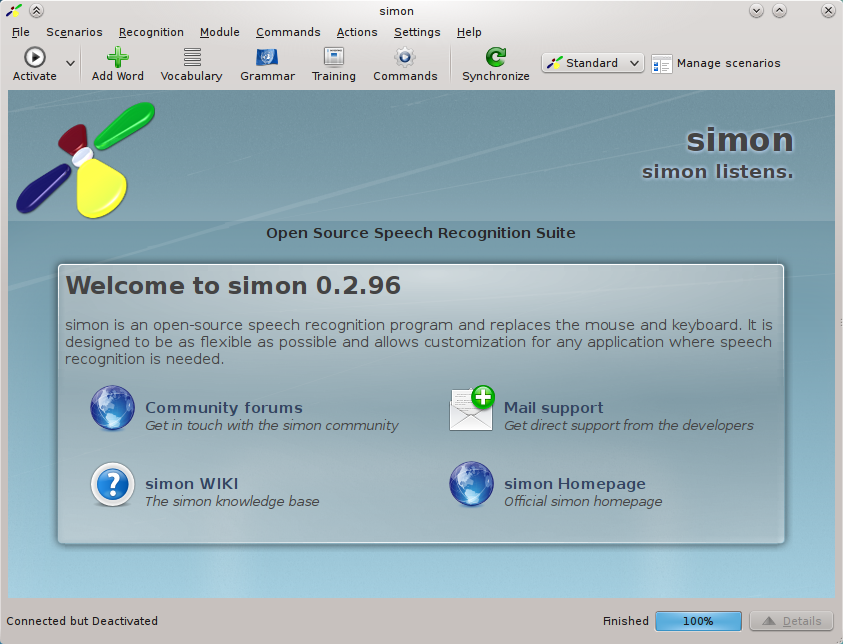 simon
File Scenarios Recognition Module Commands Actions Settings Help
Activate Add Word Vocabulary Grammar Training Commands Synchronize Standard Manage scenarios
simon
simon listens.
Open Source Speech Recognition Suite
Welcome to simon 0.2.96
simon is an open-source speech recognition program and replaces the mouse and keyboard. It is
designed to be as flexible as possible and allows customization for any application where speech
recognition is needed.
Community forums
Get in touch with the simon community
Mail support
Get direct support from the developers
simon WIKI
The simon knowledge base
simon Homepage
Official simon homepage
Connected but Deactivated Finished 100% Details